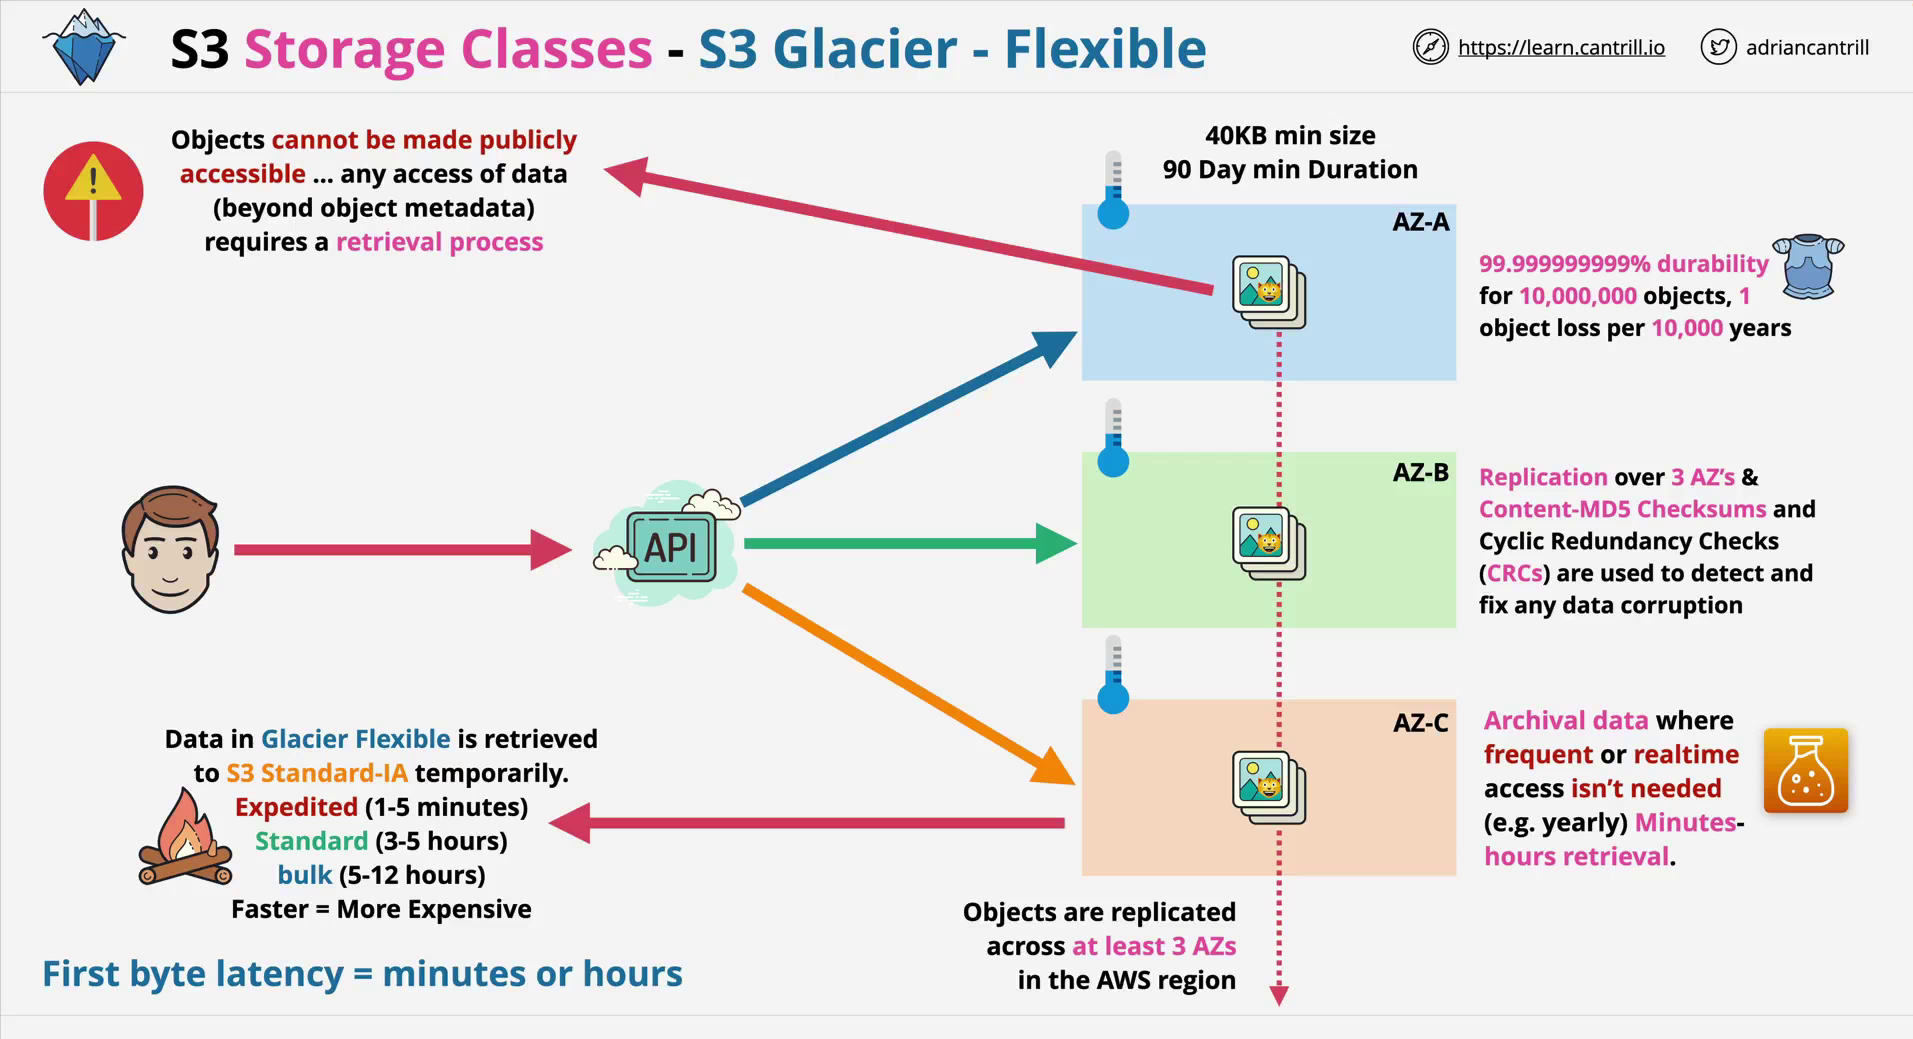 S3 Storage Classes - S3 Glacier - Flexible
https://learn.cantrill.io
adriancantrill
Objects cannot be made publicly
accessible ... any access of data
(beyond object metadata)
requires a retrieval process
40KB min size
90 Day min Duration
AZ-A
99.999999999% durability
for 10,000,000 objects, 1
object loss per 10,000 years
API
AZ-B
Replication over 3 AZ's &
Content-MD5 Checksums and
Cyclic Redundancy Checks
(CRCs) are used to detect and
fix any data corruption
AZ-C
Archival data where
frequent or realtime
access isn't needed
(e.g. yearly) Minutes-
hours retrieval.
Data in Glacier Flexible is retrieved
to S3 Standard-IA temporarily.
Expedited (1-5 minutes)
Standard (3-5 hours)
bulk (5-12 hours)
Faster = More Expensive
Objects are replicated
across at least 3 AZs
in the AWS region
First byte latency = minutes or hours